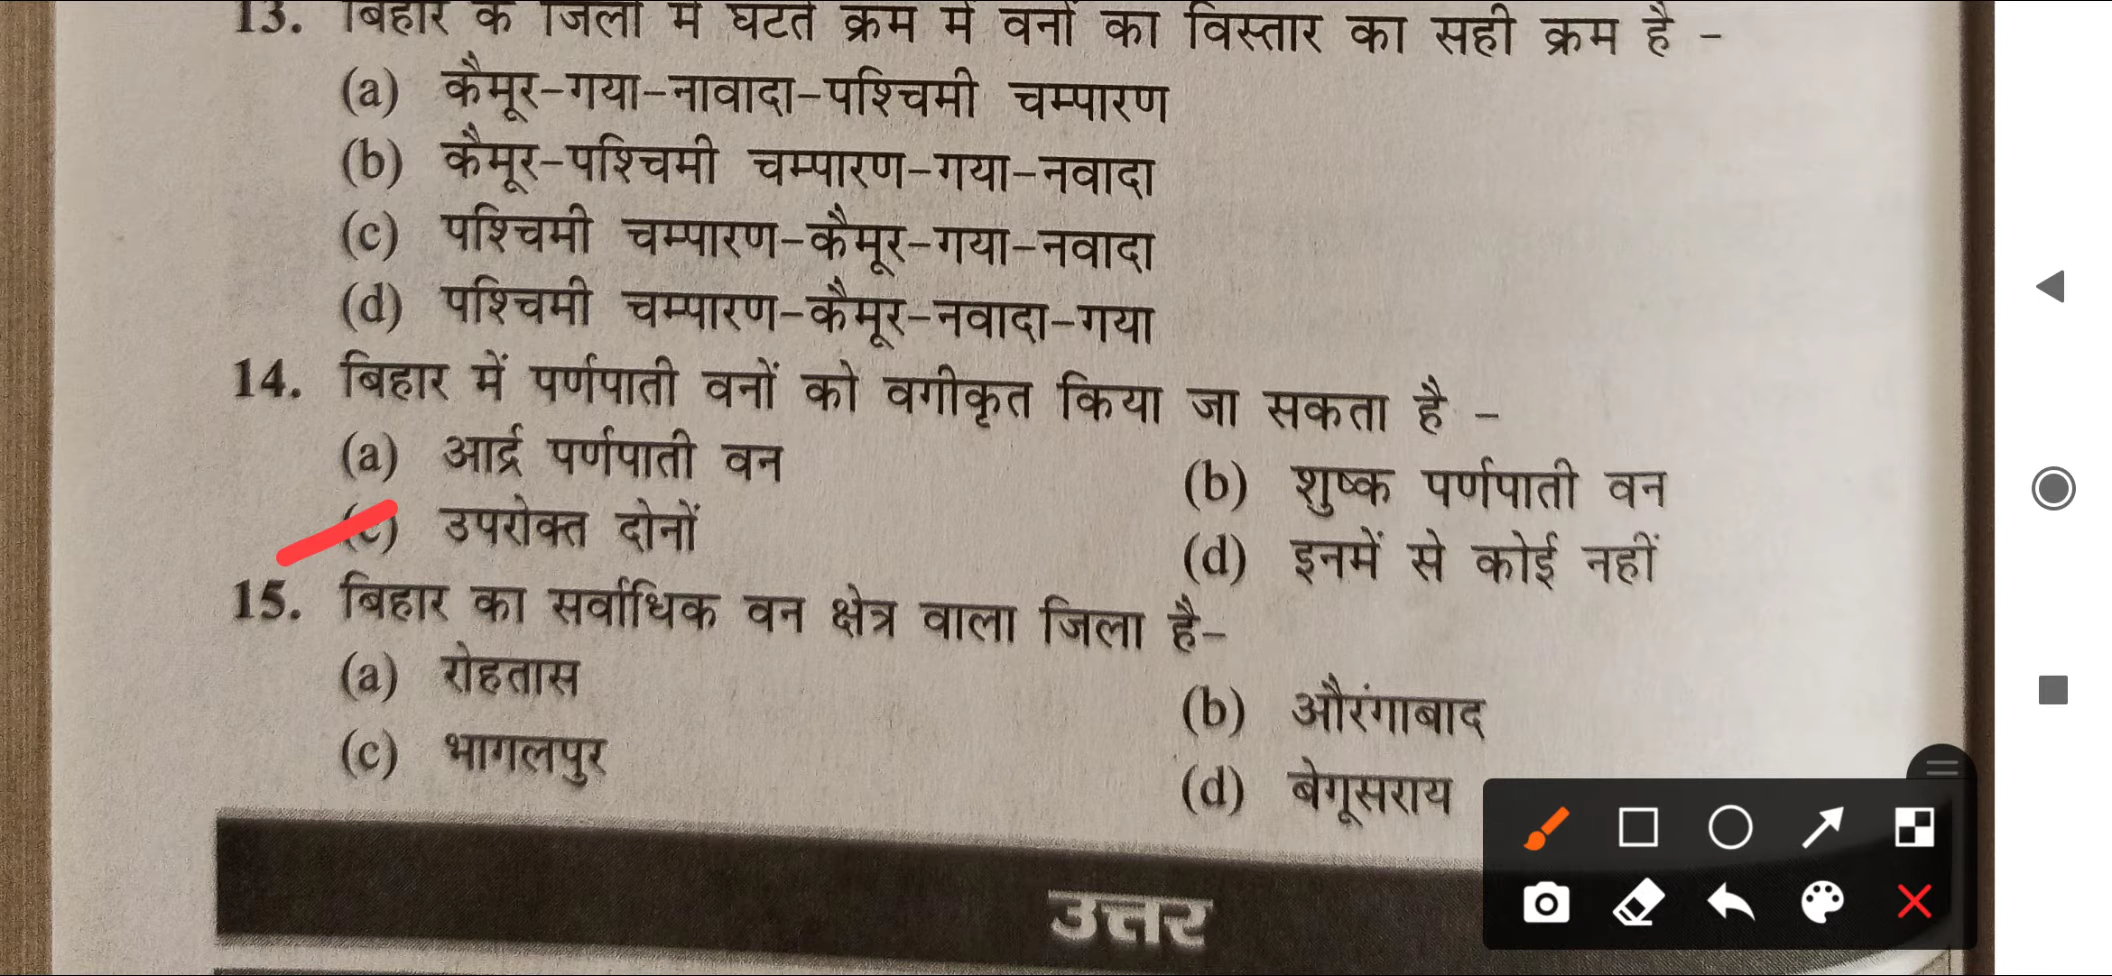 13. बिहार के जिलों में घटते क्रम में वनों का विस्तार का सही क्रम है -
(a) कैमूर-गया-नावादा-पश्चिमी चम्पारण
(b) कैमूर-पश्चिमी चम्पारण-गया-नवादा
(c) पश्चिमी चम्पारण-कैमूर-गया-नवादा
(d) पश्चिमी चम्पारण-कैमूर-नवादा-गया
14. बिहार में पर्णपाती वनों को वगीकृत किया जा सकता है -
(a) आर्द्र पर्णपाती वन (b) शुष्क पर्णपाती वन
(c) उपरोक्त दोनों (d) इनमें से कोई नहीं
15. बिहार का सर्वाधिक वन क्षेत्र वाला जिला है-
(a) रोहतास (b) औरंगाबाद
(c) भागलपुर (d) बेगूसराय
उत्तर